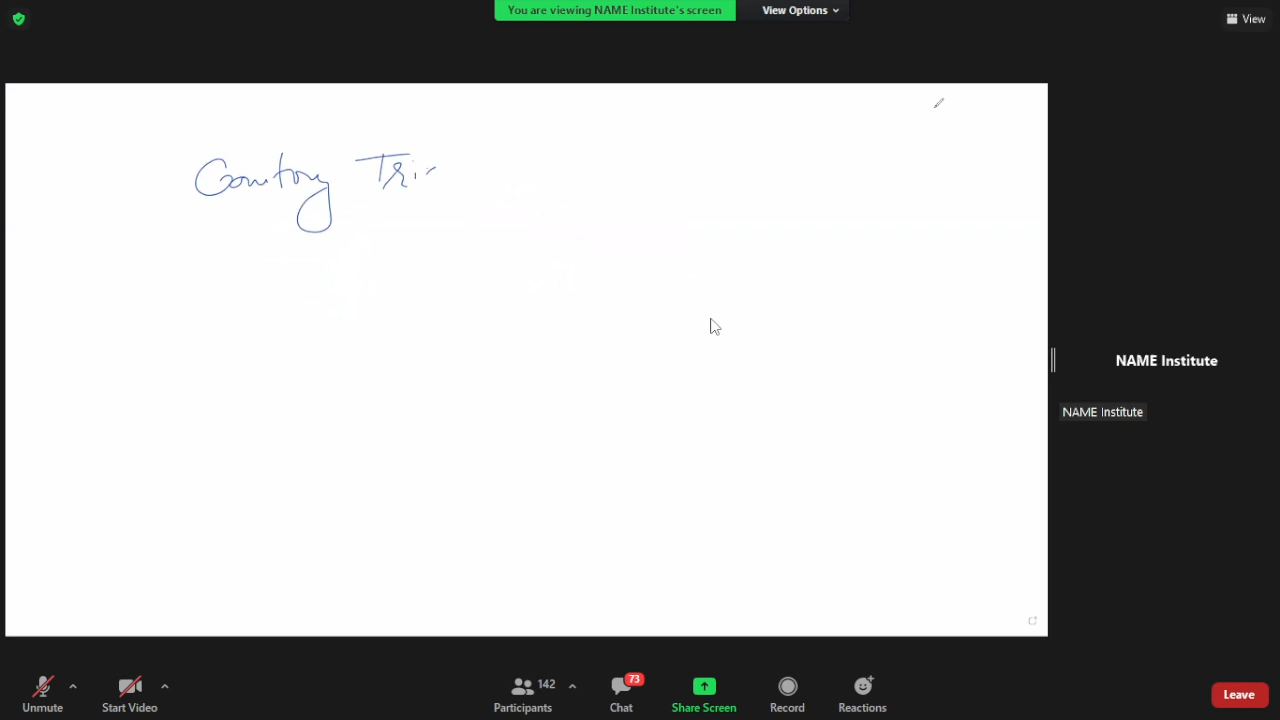 You are viewing NAME Institute's screen View Options
View
Counting Tri
NAME Institute
NAME Institute
Unmute
Start Video
142
Participants
73
Chat
Share Screen
Record
Reactions
Leave